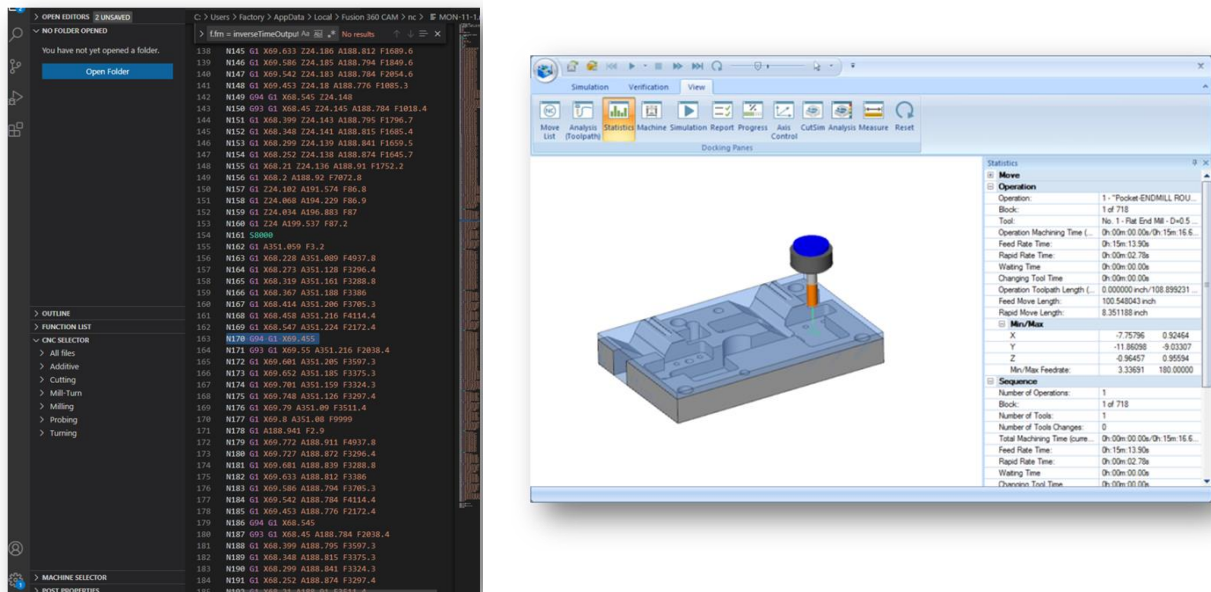 OPEN EDITORS 2 UNSAVED
NO FOLDER OPENED
You have not yet opened a folder.
Open Folder
OUTLINE
FUNCTION LIST
CNC SELECTOR
All files
Additive
Cutting
Mill-Turn
Milling
Probing
Turning
MACHINE SELECTOR
POST PROPERTIES
C: > Users > Factory > AppData > Local > Fusion 360 CAM > nc > MON-11-1.
f.frn = inverseTimeOutpu Aa No results
138 N145 G1 X69.633 Z24.186 A188.812 F1689.6
139 N146 G1 X69.586 Z24.185 A188.794 F1849.6
140 N147 G1 X69.542 Z24.183 A188.784 F2054.6
141 N148 G1 X69.453 Z24.18 A188.776 F1085.3
142 N149 G94 G1 X68.545 Z24.148
143 N150 G93 G1 X68.45 Z24.145 A188.784 F1018.4
144 N151 G1 X68.399 Z24.143 A188.795 F1796.7
145 N152 G1 X68.348 Z24.141 A188.815 F1685.4
146 N153 G1 X68.299 Z24.139 A188.841 F1659.5
147 N154 G1 X68.252 Z24.138 A188.874 F1645.7
148 N155 G1 X68.21 Z24.136 A188.91 F1752.2
149 N156 G1 X68.2 A188.92 F7072.8
150 N157 G1 Z24.102 A191.574 F86.8
151 N158 G1 Z24.068 A194.229 F86.9
152 N159 G1 Z24.034 A196.883 F87
153 N160 G1 Z24 A199.537 F87.2
154 N161 S8000
155 N162 G1 A351.059 F3.2
156 N163 G1 X68.228 A351.089 F4937.8
157 N164 G1 X68.273 A351.128 F3296.4
158 N165 G1 X68.319 A351.161 F3288.8
159 N166 G1 X68.367 A351.188 F3386
160 N167 G1 X68.414 A351.206 F3705.3
161 N168 G1 X68.458 A351.216 F4114.4
162 N169 G1 X68.547 A351.224 F2172.4
163 N170 G94 G1 X69.455
164 N171 G93 G1 X69.55 A351.216 F2038.4
165 N172 G1 X69.601 A351.205 F3597.3
166 N173 G1 X69.652 A351.185 F3375.3
167 N174 G1 X69.701 A351.159 F3324.3
168 N175 G1 X69.748 A351.126 F3297.4
169 N176 G1 X69.79 A351.09 F3511.4
170 N177 G1 X69.8 A351.08 F9999
171 N178 G1 A188.941 F2.9
172 N179 G1 X69.772 A188.911 F4937.8
173 N180 G1 X69.727 A188.872 F3296.4
174 N181 G1 X69.681 A188.839 F3288.8
175 N182 G1 X69.633 A188.812 F3386
176 N183 G1 X69.586 A188.794 F3705.3
177 N184 G1 X69.542 A188.784 F4114.4
178 N185 G1 X69.453 A188.776 F2172.4
179 N186 G94 G1 X68.545
180 N187 G93 G1 X68.45 A188.784 F2038.4
181 N188 G1 X68.399 A188.795 F3597.3
182 N189 G1 X68.348 A188.815 F3375.3
183 N190 G1 X68.299 A188.841 F3324.3
184 N191 G1 X68.252 A188.874 F3297.4
Simulation Verification View
Move List Analysis (Toolpath) Statistics Machine Simulation Report Progress Axis Control CutSim Analysis Measure Reset
Docking Panes
Statistics
Move
Operation
Operation: 1 - "Pocket-ENDMILL ROU...
Block: 1 of 718
Tool: No. 1 - Flat End Mill - D=0.5 ...
Operation Machining Time (... 0h:00m:00.00s/0h:15m:16.6...
Feed Rate Time: 0h:15m:13.90s
Rapid Rate Time: 0h:00m:02.78s
Waiting Time 0h:00m:00.00s
Changing Tool Time 0h:00m:00.00s
Operation Toolpath Length (... 0.000000 inch/108.899231 ...
Feed Move Length: 100.548043 inch
Rapid Move Length: 8.351188 inch
Min/Max
X -7.75796 0.92464
Y -11.86098 -9.03307
Z -0.96457 0.95594
Min/Max Feedrate: 3.33691 180.00000
Sequence
Number of Operations: 1
Block: 1 of 718
Number of Tools: 1
Number of Tools Changes: 0
Total Machining Time (curre... 0h:00m:00.00s/0h:15m:16.6...
Feed Rate Time: 0h:15m:13.90s
Rapid Rate Time: 0h:00m:02.78s
Waiting Time 0h:00m:00.00s
Changing Tool Time 0h:00m:00.00s